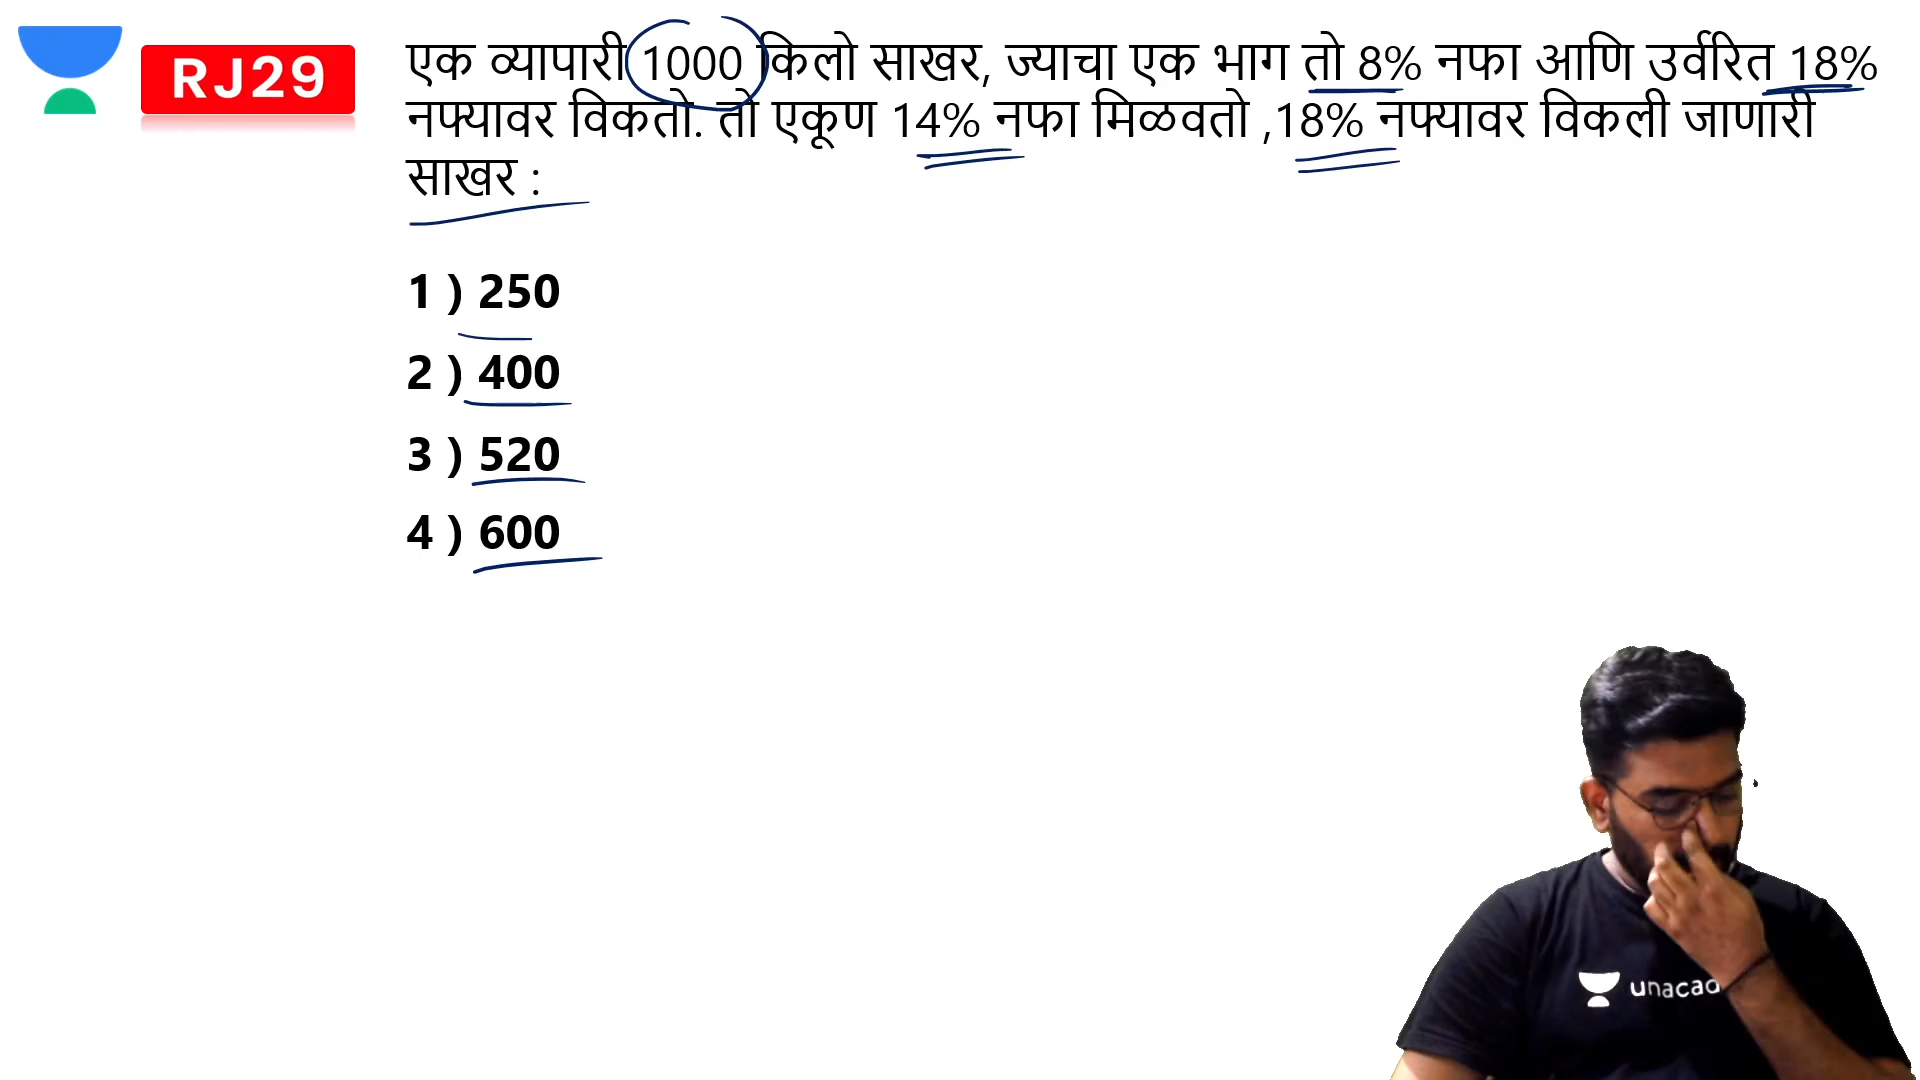 RJ29
एक व्यापारी 1000 किलो साखर, ज्याचा एक भाग तो 8% नफा आणि उर्वरित 18%
नफ्यावर विकतो. तो एकूण 14% नफा मिळवतो ,18% नफ्यावर विकली जाणारी
साखर :
1 ) 250
2 ) 400
3 ) 520
4 ) 600
unacad